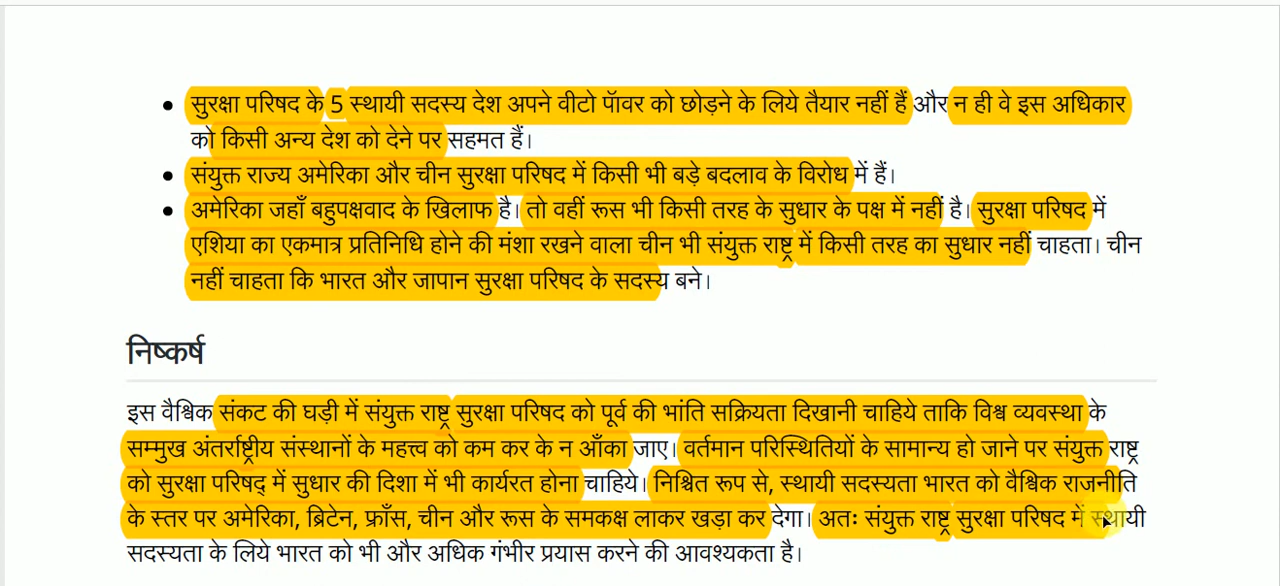 सुरक्षा परिषद के 5 स्थायी सदस्य देश अपने वीटो पॅावर को छोड़ने के लिये तैयार नहीं हैं और न ही वे इस अधिकार
को किसी अन्य देश को देने पर सहमत हैं।
संयुक्त राज्य अमेरिका और चीन सुरक्षा परिषद में किसी भी बड़े बदलाव के विरोध में हैं।
अमेरिका जहाँ बहुपक्षवाद के खिलाफ है। तो वहीं रूस भी किसी तरह के सुधार के पक्ष में नहीं है। सुरक्षा परिषद में
एशिया का एकमात्र प्रतिनिधि होने की मंशा रखने वाला चीन भी संयुक्त राष्ट्र में किसी तरह का सुधार नहीं चाहता। चीन
नहीं चाहता कि भारत और जापान सुरक्षा परिषद के सदस्य बने।
निष्कर्ष
इस वैश्विक संकट की घड़ी में संयुक्त राष्ट्र सुरक्षा परिषद को पूर्व की भांति सक्रियता दिखानी चाहिये ताकि विश्व व्यवस्था के
सम्मुख अंतर्राष्ट्रीय संस्थानों के महत्त्व को कम कर के न आँका जाए। वर्तमान परिस्थितियों के सामान्य हो जाने पर संयुक्त राष्ट्र
को सुरक्षा परिषद् में सुधार की दिशा में भी कार्यरत होना चाहिये। निश्चित रूप से, स्थायी सदस्यता भारत को वैश्विक राजनीति
के स्तर पर अमेरिका, ब्रिटेन, फ्राँस, चीन और रूस के समकक्ष लाकर खड़ा कर देगा। अतः संयुक्त राष्ट्र सुरक्षा परिषद में स्थायी
सदस्यता के लिये भारत को भी और अधिक गंभीर प्रयास करने की आवश्यकता है।